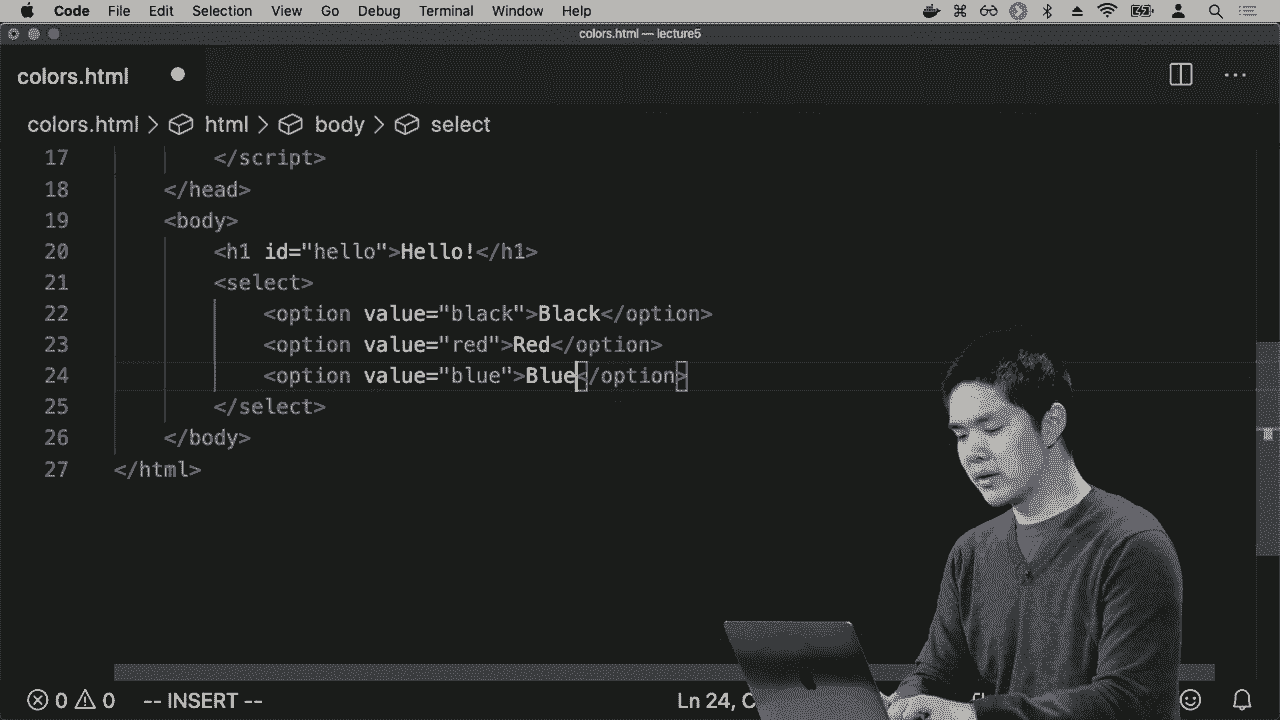 Code File Edit Selection View Go Debug Terminal Window Help
colors.html — lecture5
colors.html
colors.html > html > body > select
17 </script>
18 </head>
19 <body>
20 <h1 id="hello">Hello!</h1>
21 <select>
22 <option value="black">Black</option>
23 <option value="red">Red</option>
24 <option value="blue">Blue</option>
25 </select>
26 </body>
27 </html>
0 0 -- INSERT -- Ln 24, C